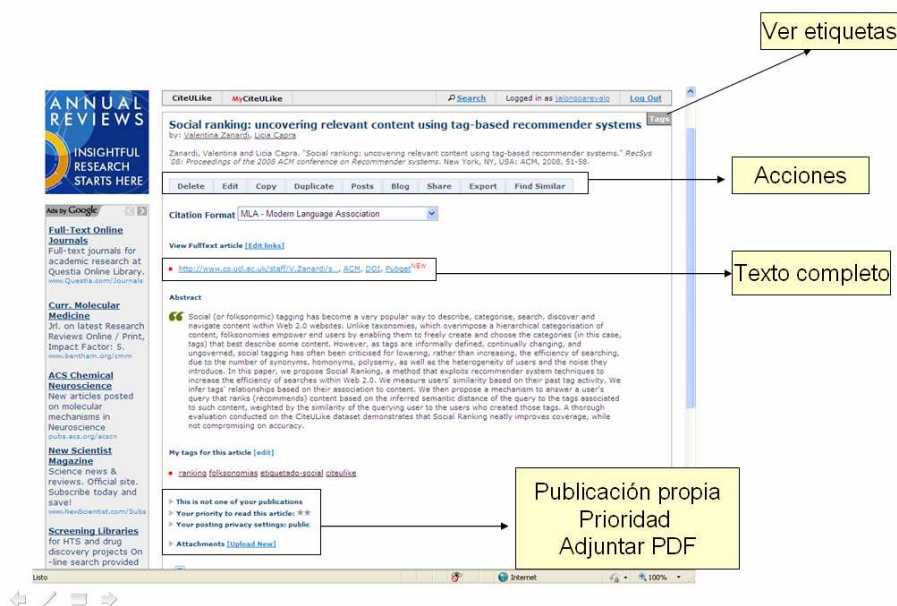 Ver etiquetas
ANNUAL
REVIEWS
INSIGHTFUL
RESEARCH
STARTS HERE
CiteULike MyCiteULike Search Logged in as jalonsoarevalo Log Out
Tags
Social ranking: uncovering relevant content using tag-based recommender systems
by: Valentina Zanardi, Licia Capra
Zanardi, Valentina and Licia Capra. "Social ranking: uncovering relevant content using tag-based recommender systems." RecSys
'08: Proceedings of the 2008 ACM conference on Recommender systems. New York, NY, USA: ACM, 2008, 51-58.
Delete Edit Copy Duplicate Posts Blog Share Export Find Similar
Acciones
Citation Format MLA - Modern Language Association
View FullText article [Edit links]
http://www.cs.ucl.ac.uk/staff/V.Zanardi/s..., ACM, DOI, Pubget NEW
Texto completo
Abstract
Social (or folksonomic) tagging has become a very popular way to describe, categorise, search, discover and
navigate content within Web 2.0 websites. Unlike taxonomies, which overimpose a hierarchical categorisation of
content, folksonomies empower end users by enabling them to freely create and choose the categories (in this case,
tags) that best describe some content. However, as tags are informally defined, continually changing, and
ungoverned, social tagging has often been criticised for lowering, rather than increasing, the efficiency of searching,
due to the number of synonyms, homonyms, polysemy, as well as the heterogeneity of users and the noise they
introduce. In this paper, we propose Social Ranking, a method that exploits recommender system techniques to
increase the efficiency of searches within Web 2.0. We measure users' similarity based on their past tag activity. We
infer tags' relationships based on their association to content. We then propose a mechanism to answer a user's
query that ranks (recommends) content based on the inferred semantic distance of the query to the tags associated
to such content, weighted by the similarity of the querying user to the users who created those tags. A thorough
evaluation conducted on the CiteULike dataset demonstrates that Social Ranking neatly improves coverage, while
not compromising on accuracy.
My tags for this article [edit]
ranking folksonomias etiquetado-social citeulike
This is not one of your publications
Your priority to read this article:
Your posting privacy settings: public
Attachments [Upload New]
Publicación propia
Prioridad
Adjuntar PDF
Ads by Google
Full-Text Online
Journals
Full-text journals for
academic research at
Questia Online Library.
www.Questia.com/Journals
Curr. Molecular
Medicine
Jrl. on latest Research
Reviews Online / Print,
Impact Factor: 5.
www.bentham.org/cmm
ACS Chemical
Neuroscience
New articles posted
on molecular
mechanisms in
Neuroscience
pubs.acs.org/acscn
New Scientist
Magazine
Science news &
reviews. Official site.
Subscribe today and
save!
www.NewScientist.com/Subs
Screening Libraries
for HTS and drug
discovery projects On
-line search provided
Listo Internet 100%